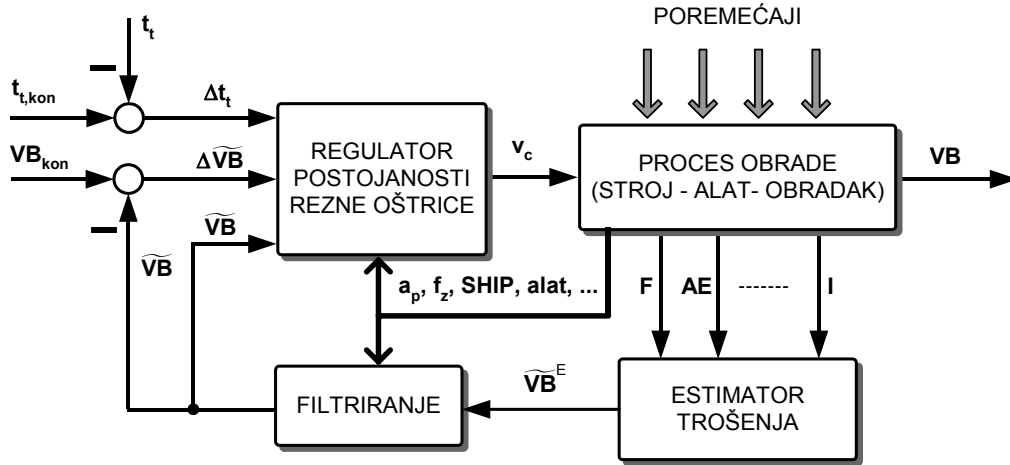 POREMEĆAJI
t_t
t_t,kon
Δt_t
VB_kon
ΔṼB
REGULATOR
POSTOJANOSTI
REZNE OŠTRICE
v_c
PROCES OBRADE
(STROJ - ALAT- OBRADAK)
VB
ṼB
ṼB
a_p, f_z, SHIP, alat, ...
F
AE
-------
I
FILTRIRANJE
ṼB^E
ESTIMATOR
TROŠENJA